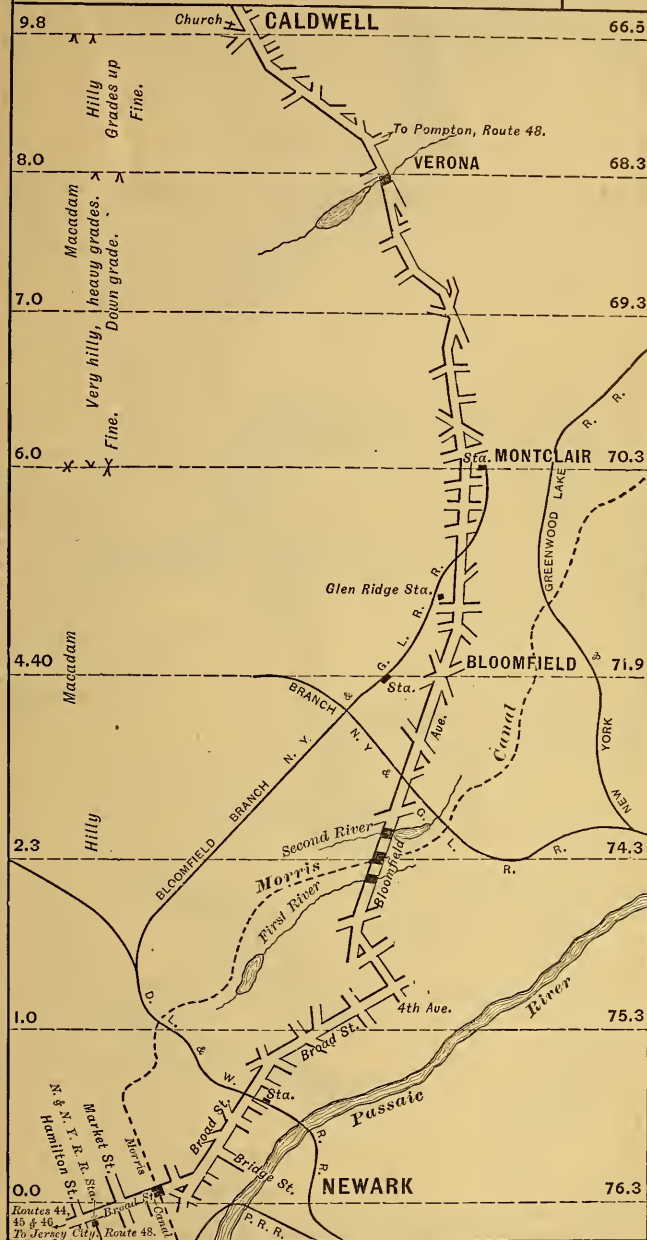 9.8
Church
CALDWELL
66.5
Hilly
Grades up
Fine.
To Pompton, Route 48.
8.0
VERONA
68.3
Macadam
Very hilly, heavy grades.
Down grade.
Fine.
7.0
69.3
6.0
Sta. MONTCLAIR
70.3
GREENWOOD LAKE
R. R.
Glen Ridge Sta.
Macadam
4.40
BLOOMFIELD
71.9
Sta.
BLOOMFIELD BRANCH N. Y. & G. L. R. R.
BRANCH N. Y. & G. L. R. R.
Ave.
Canal
NEW YORK &
Hilly
Second River
2.3
74.3
Morris
Bloomfield
First River
D. L. & W. R. R.
4th Ave.
1.0
75.3
Broad St.
Passaic River
Sta.
Broad St.
Bridge St.
N. & N. Y. R. R. Sta.
Market St.
Hamilton St.
Morris
Canal
NEWARK
0.0
76.3
Routes 44,
45 & 46
Broad St.
To Jersey City, Route 48.
P. R. R.